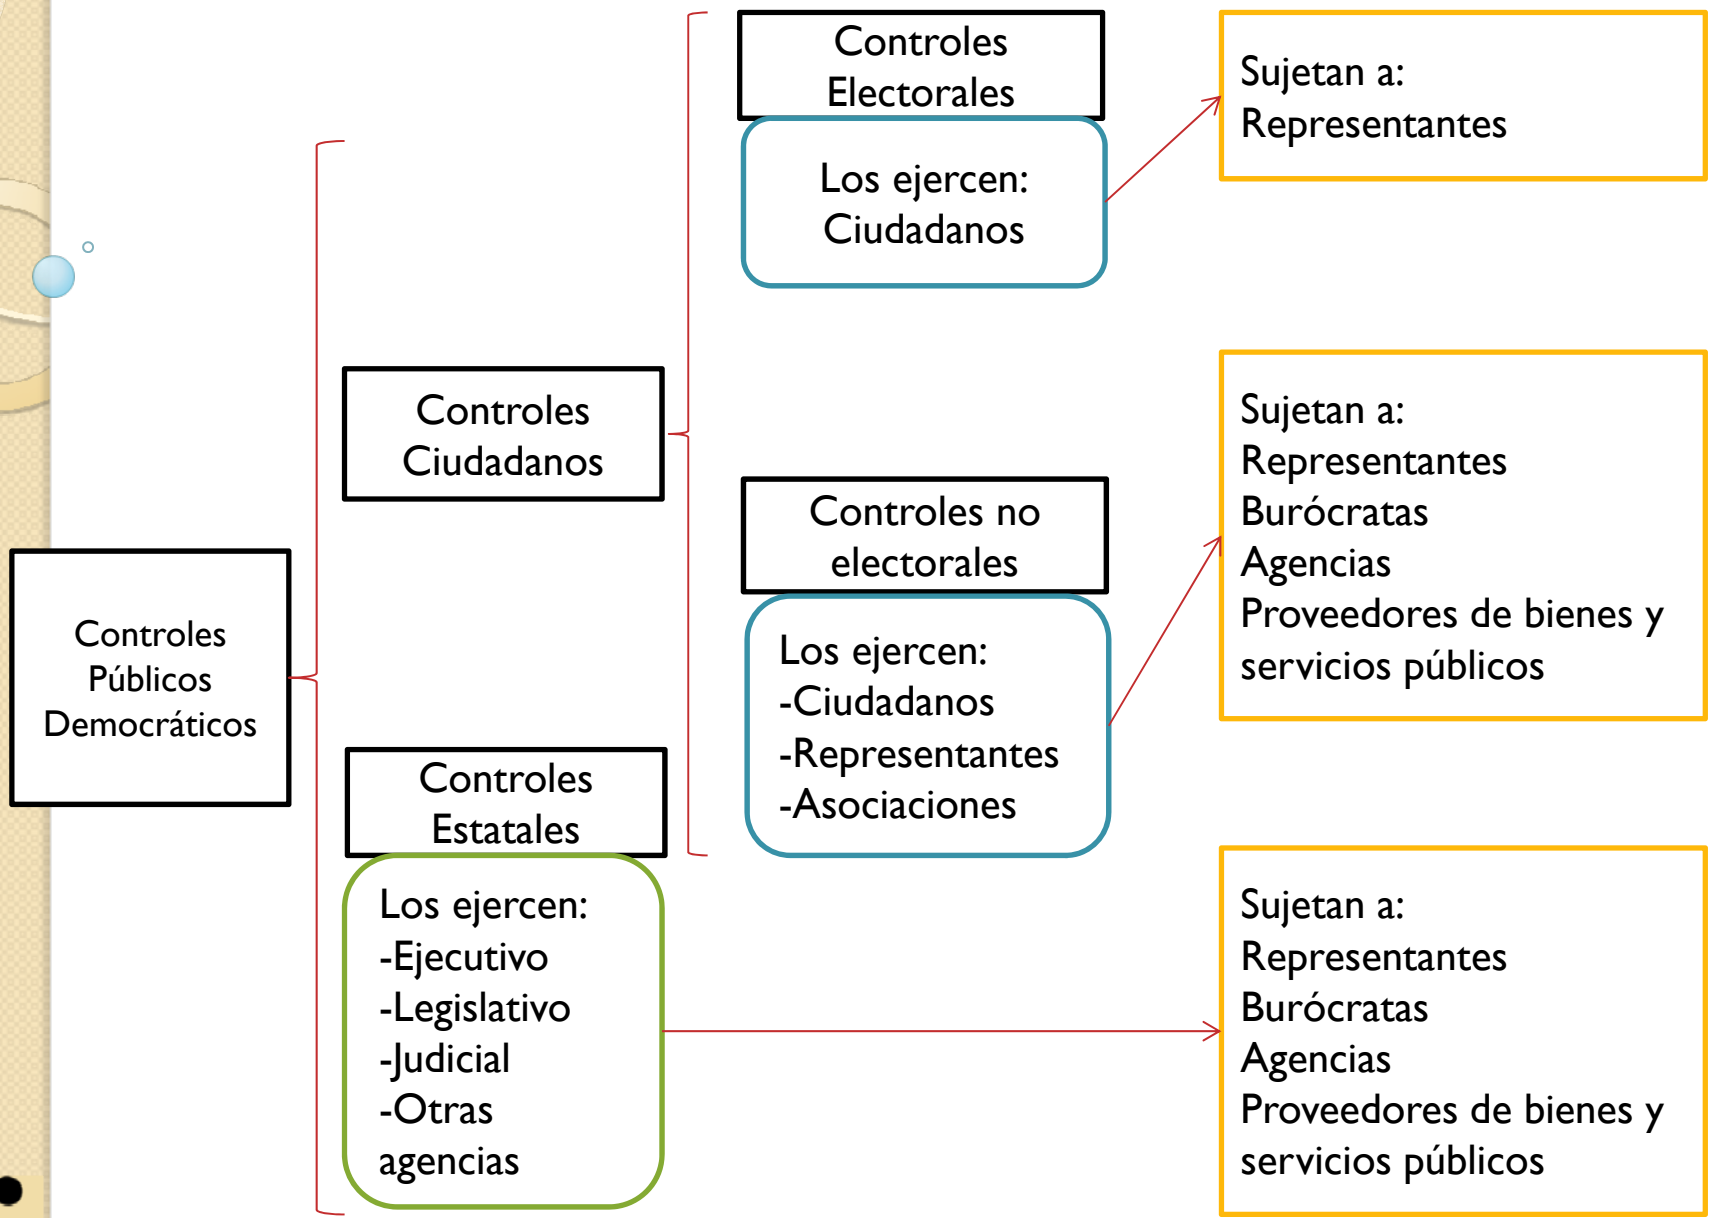 Controles
Públicos
Democráticos
Controles
Ciudadanos
Controles
Electorales
Los ejercen:
Ciudadanos
Sujetan a:
Representantes
Controles no
electorales
Los ejercen:
-Ciudadanos
-Representantes
-Asociaciones
Sujetan a:
Representantes
Burócratas
Agencias
Proveedores de bienes y
servicios públicos
Controles
Estatales
Los ejercen:
-Ejecutivo
-Legislativo
-Judicial
-Otras
agencias
Sujetan a:
Representantes
Burócratas
Agencias
Proveedores de bienes y
servicios públicos